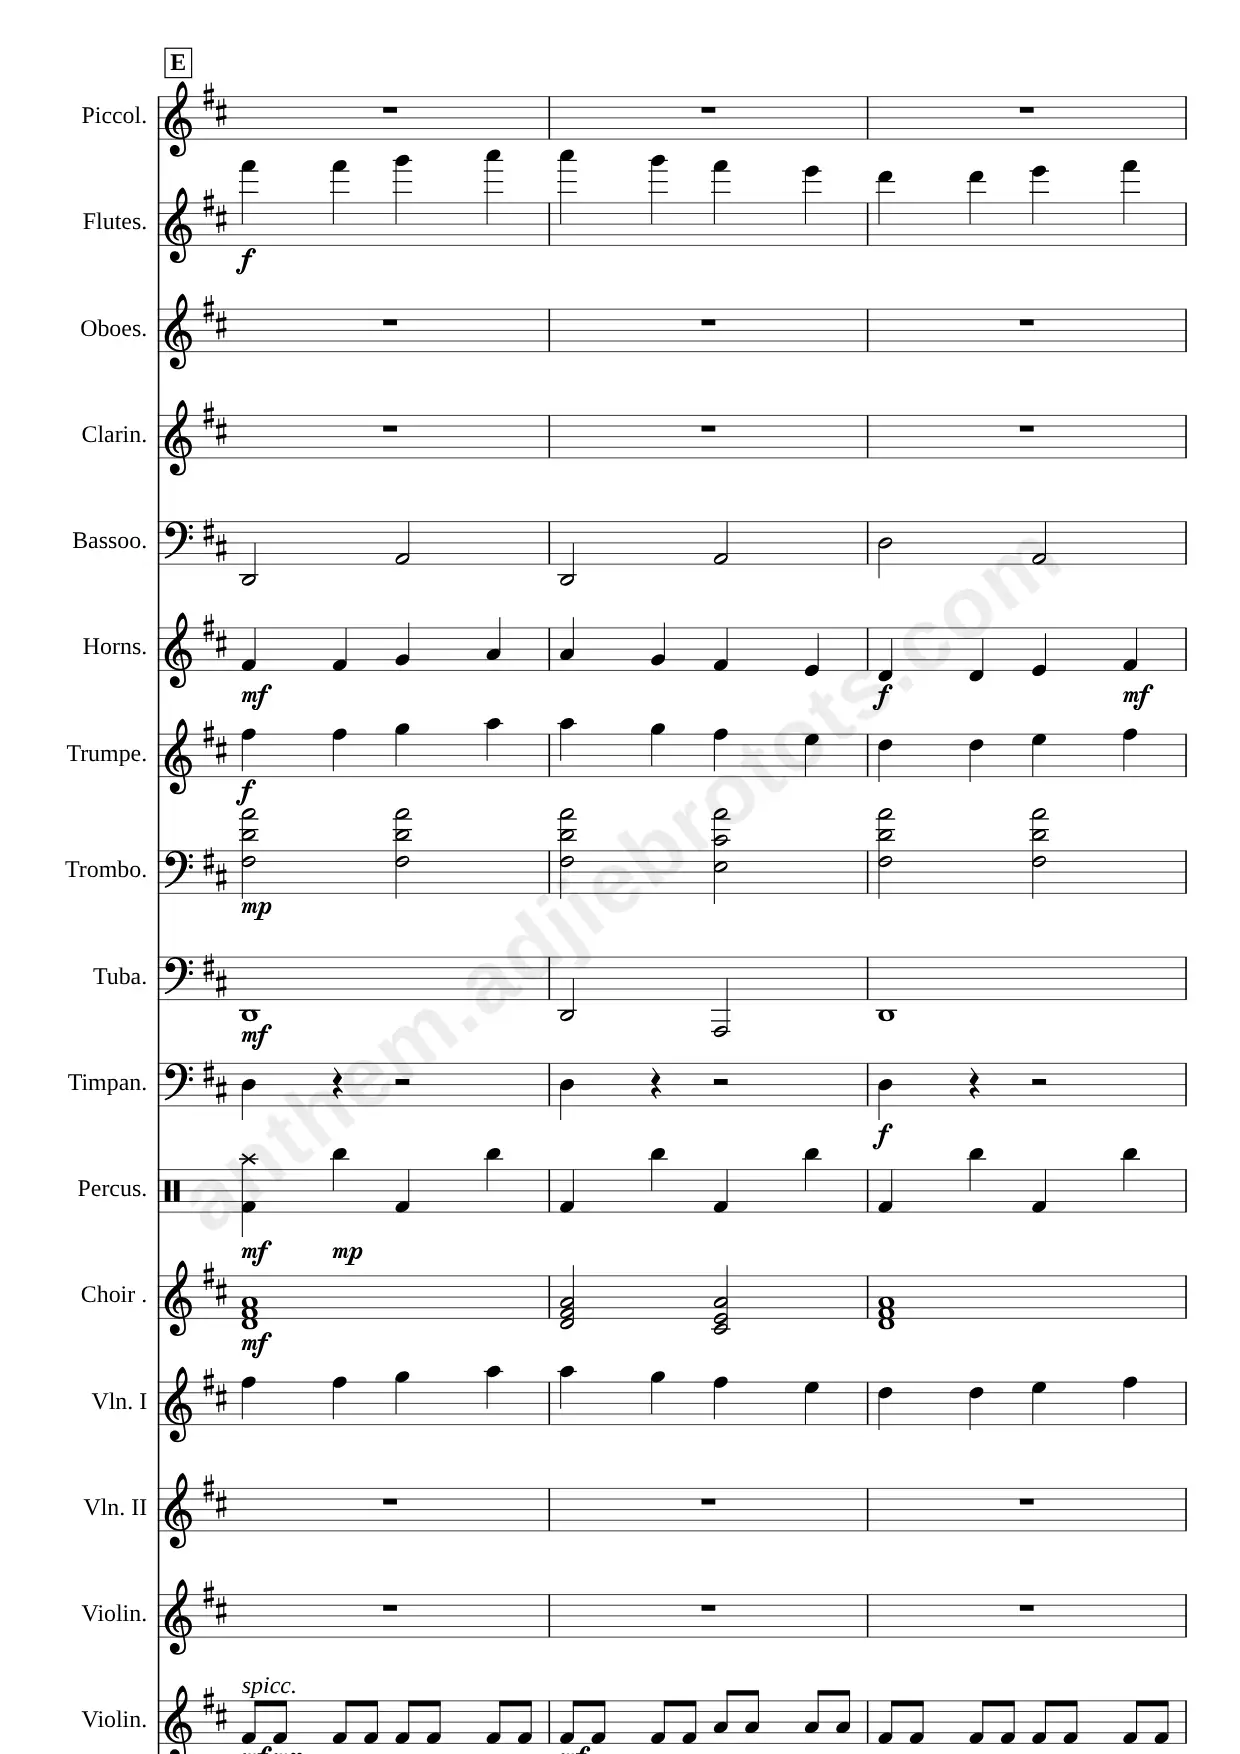 E
Piccol.
Flutes.
f
Oboes.
Clarin.
Bassoo.
Horns.
mf f mf
Trumpe.
f
Trombo.
mp
Tuba.
mf
Timpan.
f
Percus.
mf mp
Choir .
mf
Vln. I
Vln. II
Violin.
spicc.
Violin.
anthem.adjiebrotots.com